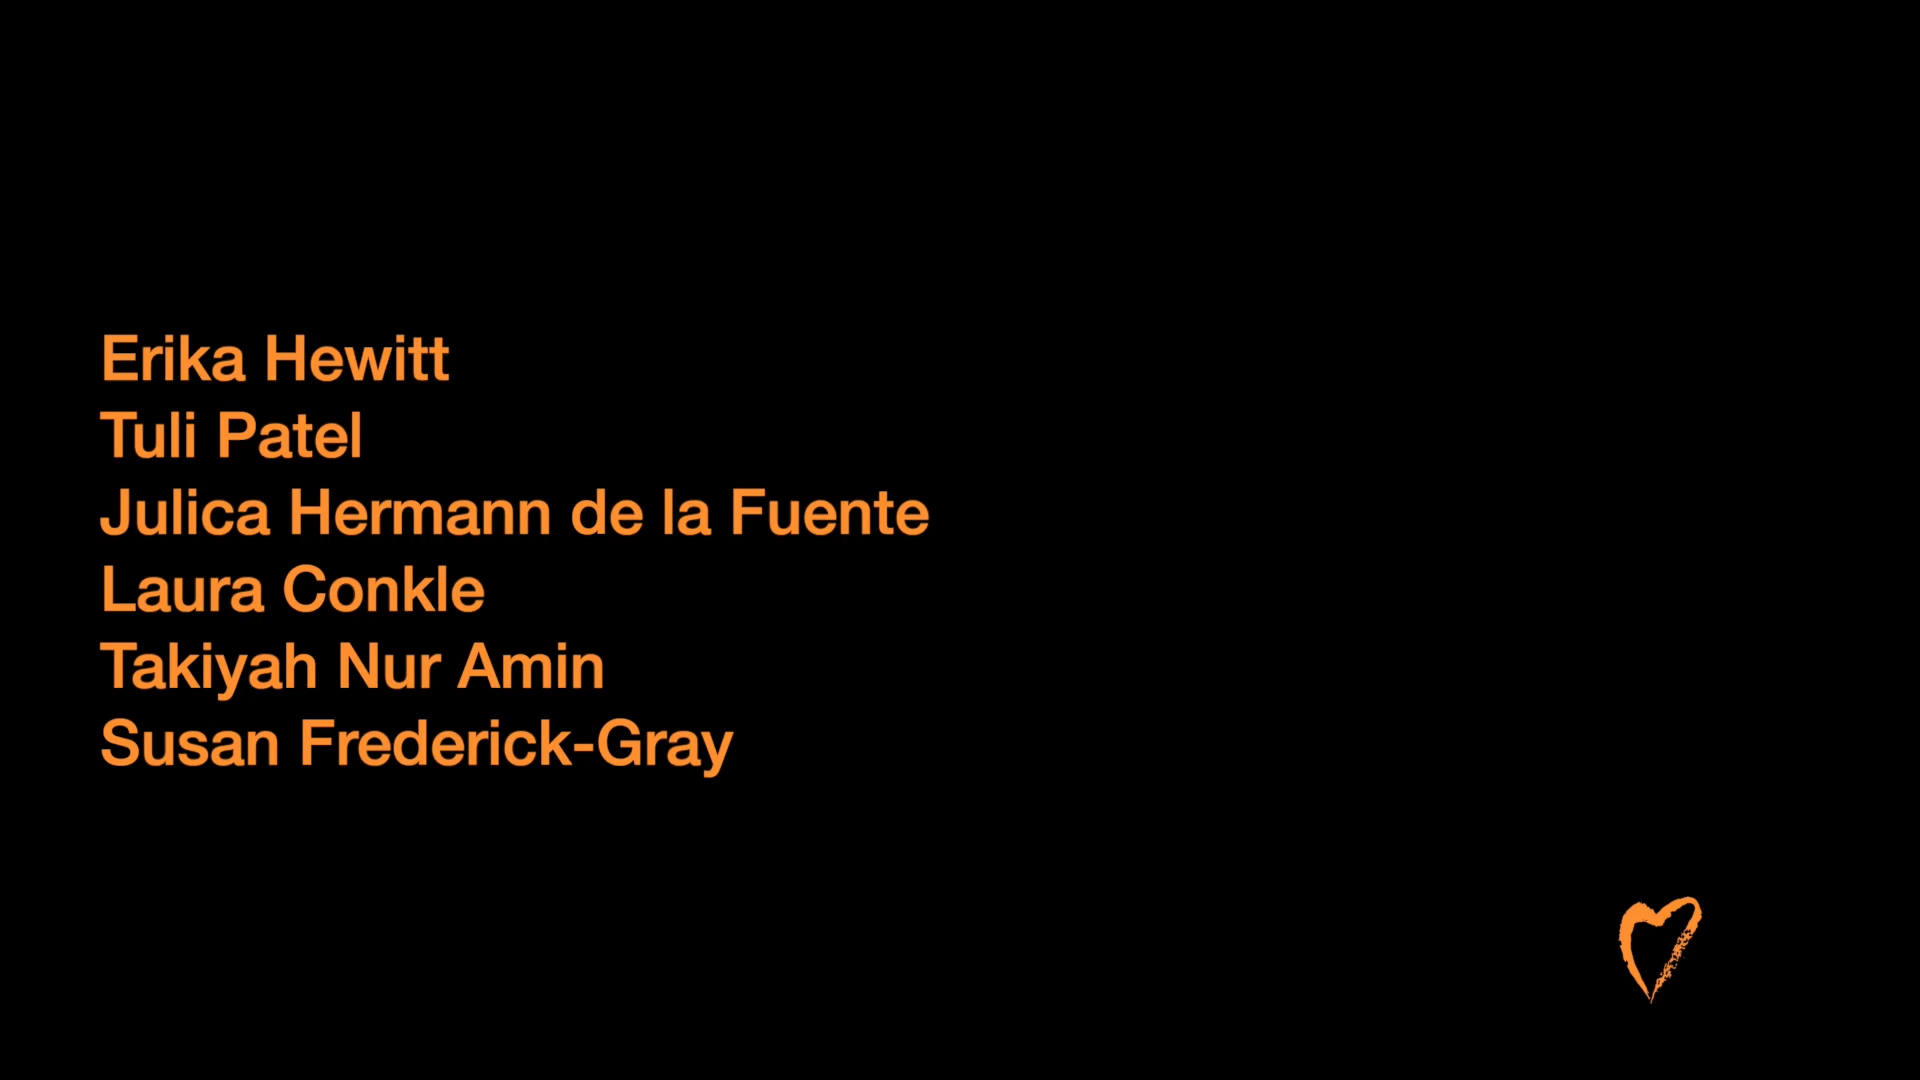 Erika Hewitt
Tuli Patel
Julica Hermann de la Fuente
Laura Conkle
Takiyah Nur Amin
Susan Frederick-Gray